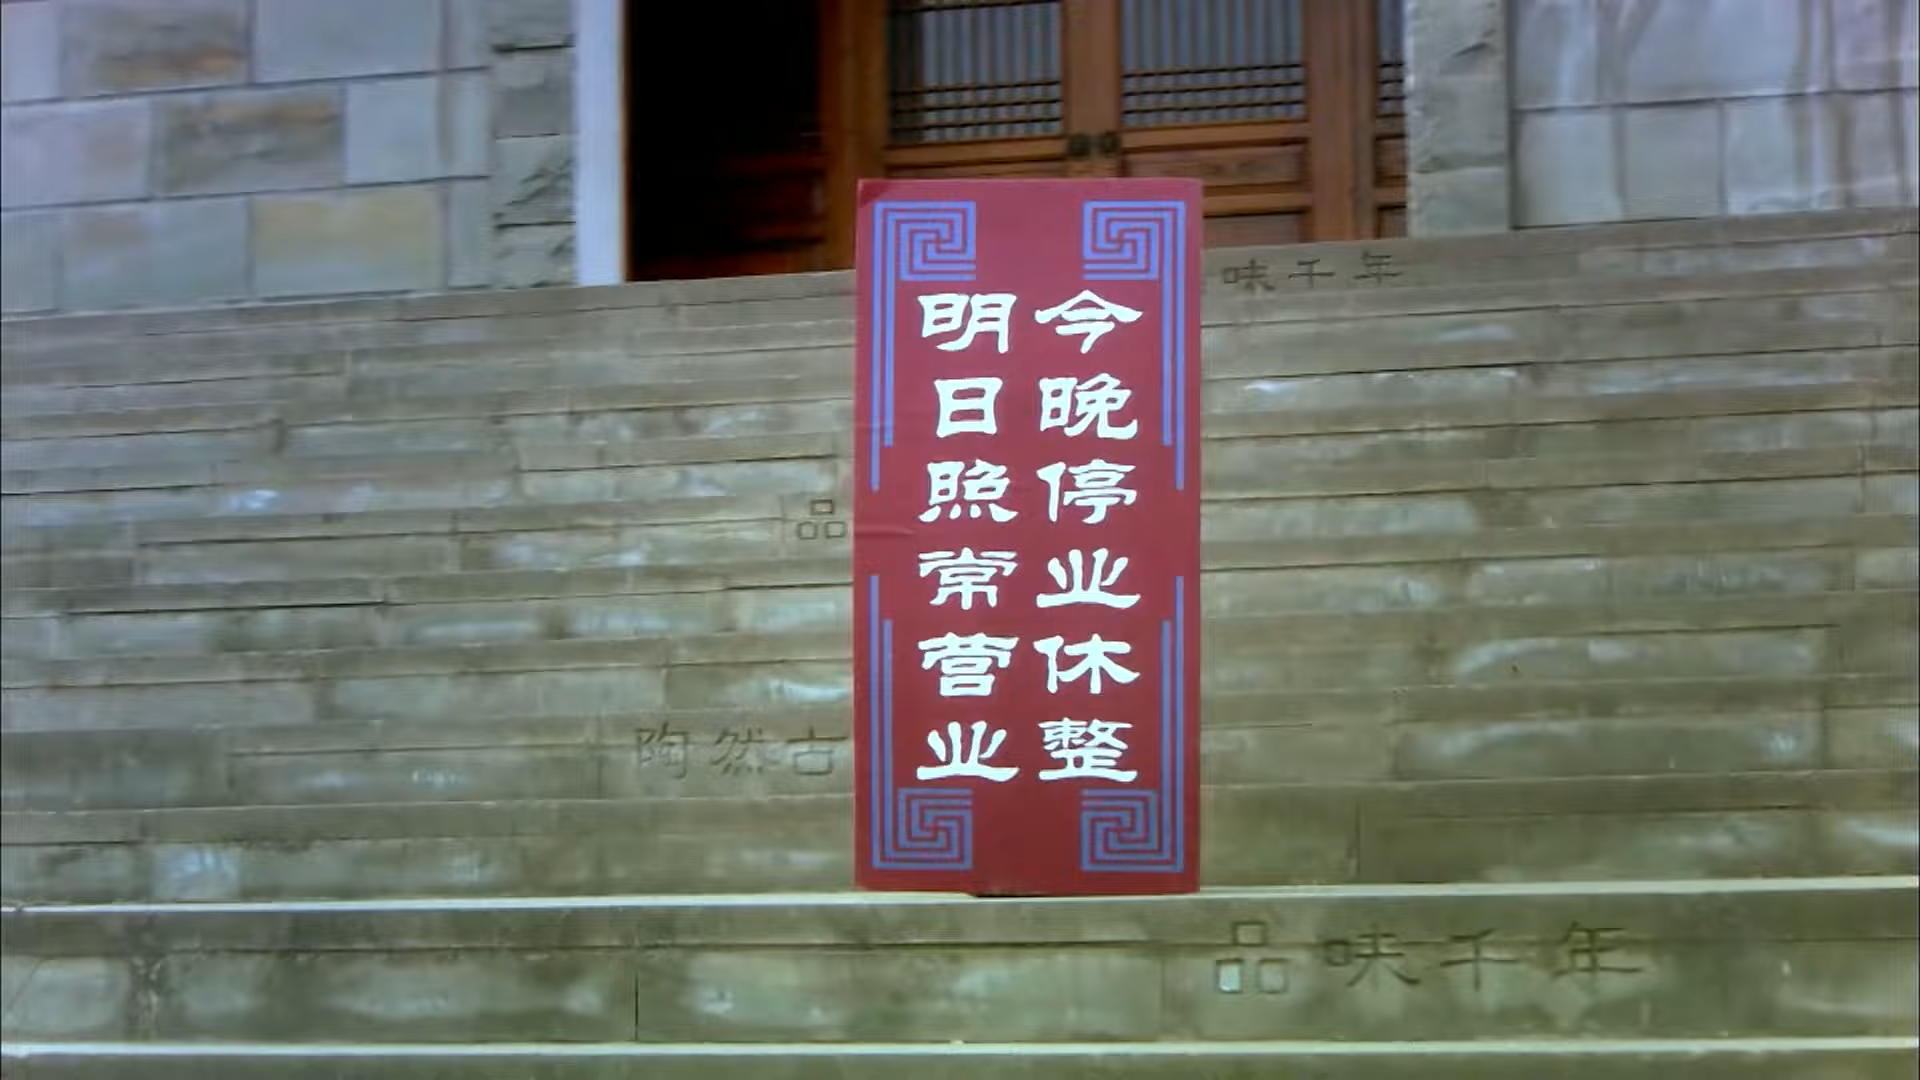 今晚停业休整
明日照常营业
味千年
品
陶然古
品味千年